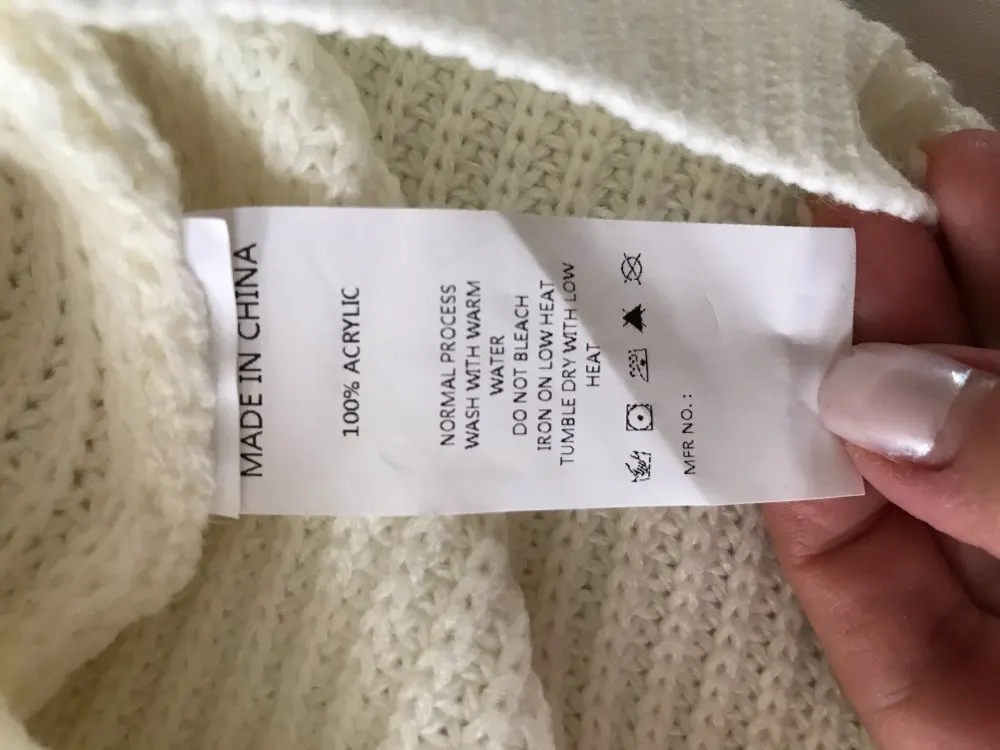 MADE IN CHINA
100% ACRYLIC
NORMAL PROCESS
WASH WITH WARM
WATER
DO NOT BLEACH
IRON ON LOW HEAT
TUMBLE DRY WITH LOW
HEAT
MFR NO. :